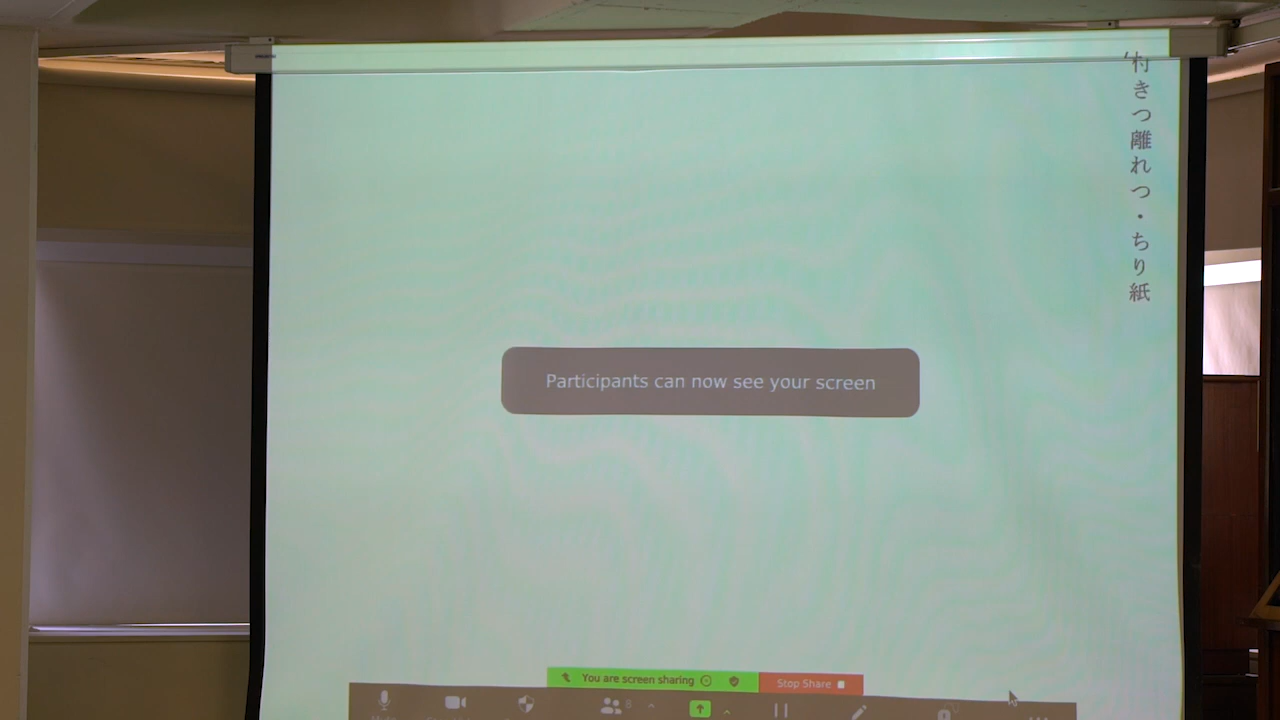 付きつ離れつ・ちり紙
Participants can now see your screen
You are screen sharing
Stop Share
8